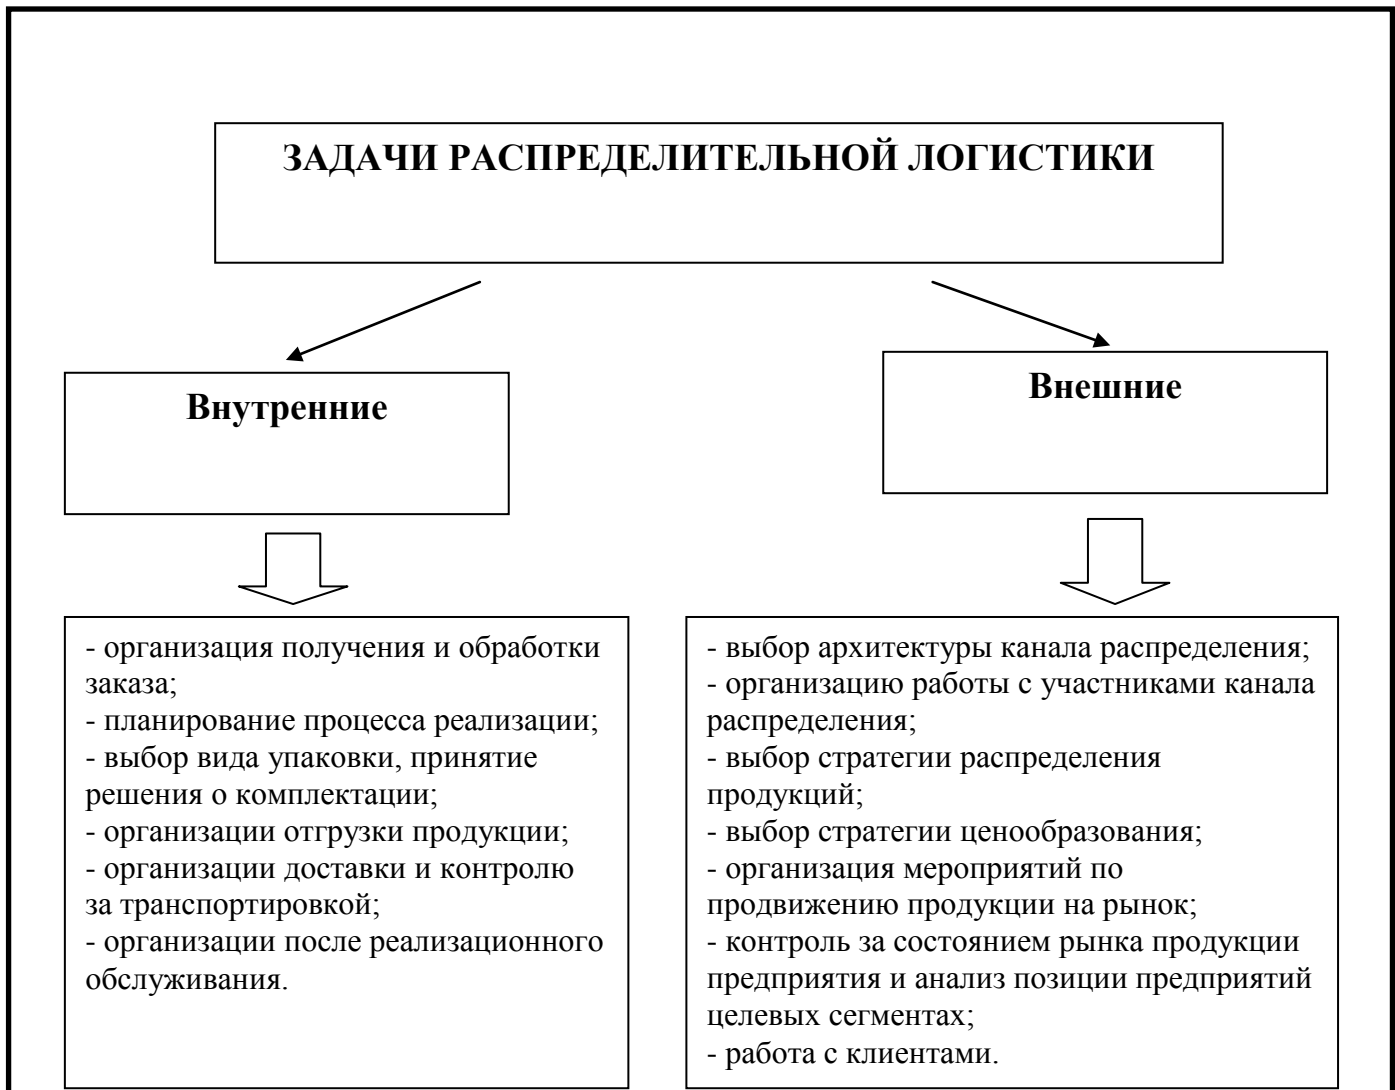 ЗАДАЧИ РАСПРЕДЕЛИТЕЛЬНОЙ ЛОГИСТИКИ
Внутренние
Внешние
- организация получения и обработки
заказа;
- планирование процесса реализации;
- выбор вида упаковки, принятие
решения о комплектации;
- организации отгрузки продукции;
- организации доставки и контролю
за транспортировкой;
- организации после реализационного
обслуживания.
- выбор архитектуры канала распределения;
- организацию работы с участниками канала
распределения;
- выбор стратегии распределения
продукций;
- выбор стратегии ценообразования;
- организация мероприятий по
продвижению продукции на рынок;
- контроль за состоянием рынка продукции
предприятия и анализ позиции предприятий
целевых сегментах;
- работа с клиентами.